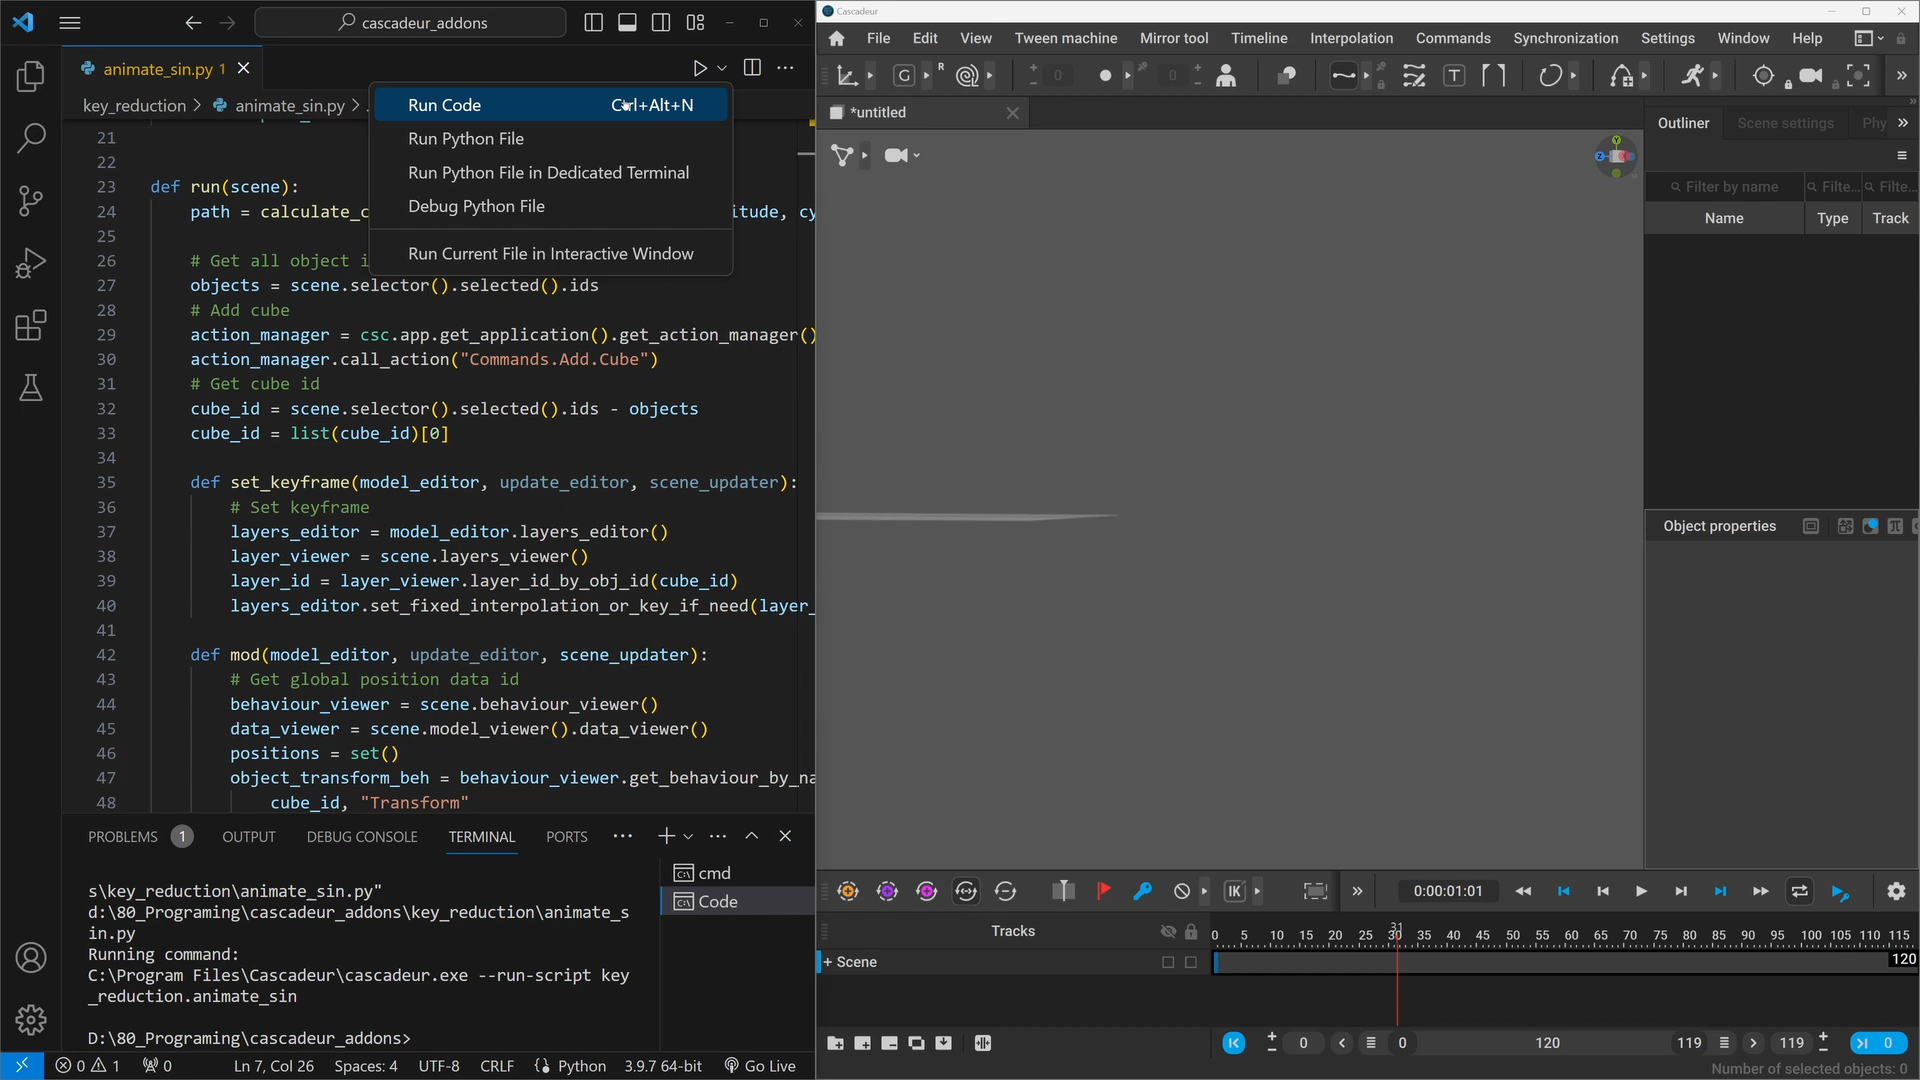 cascadeur_addons
animate_sin.py 1
key_reduction > animate_sin.py >
Run Code Ctrl+Alt+N
Run Python File
Run Python File in Dedicated Terminal
Debug Python File
Run Current File in Interactive Window
21
22
23 def run(scene):
24 path = calculate_c itude, cy
25
26 # Get all object i
27 objects = scene.selector().selected().ids
28 # Add cube
29 action_manager = csc.app.get_application().get_action_manager()
30 action_manager.call_action("Commands.Add.Cube")
31 # Get cube id
32 cube_id = scene.selector().selected().ids - objects
33 cube_id = list(cube_id)[0]
34
35 def set_keyframe(model_editor, update_editor, scene_updater):
36 # Set keyframe
37 layers_editor = model_editor.layers_editor()
38 layer_viewer = scene.layers_viewer()
39 layer_id = layer_viewer.layer_id_by_obj_id(cube_id)
40 layers_editor.set_fixed_interpolation_or_key_if_need(layer_
41
42 def mod(model_editor, update_editor, scene_updater):
43 # Get global position data id
44 behaviour_viewer = scene.behaviour_viewer()
45 data_viewer = scene.model_viewer().data_viewer()
46 positions = set()
47 object_transform_beh = behaviour_viewer.get_behaviour_by_na
48 cube_id, "Transform"
PROBLEMS 1 OUTPUT DEBUG CONSOLE TERMINAL PORTS
cmd
Code
s\key_reduction\animate_sin.py"
d:\80_Programing\cascadeur_addons\key_reduction\animate_s
in.py
Running command:
C:\Program Files\Cascadeur\cascadeur.exe --run-script key
_reduction.animate_sin
D:\80_Programing\cascadeur_addons>
0 1 0 Ln 7, Col 26 Spaces: 4 UTF-8 CRLF Python 3.9.7 64-bit Go Live
Cascadeur
File Edit View Tween machine Mirror tool Timeline Interpolation Commands Synchronization Settings Window Help
G R 0 0 T
*untitled
Outliner Scene settings Phy
Filter by name Filte... Filte...
Name Type Track
Object properties
IK 0:00:01:01
Tracks
31
0 5 10 15 20 25 30 35 40 45 50 55 60 65 70 75 80 85 90 95 100 105 110 115
+ Scene
120
0 0 120 119 119 0
Number of selected objects: 0